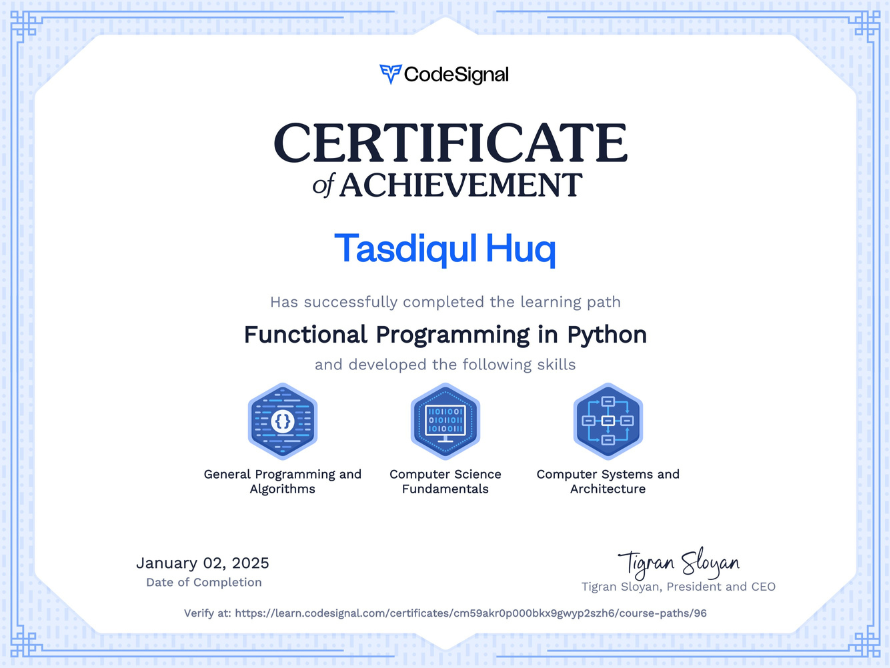 CodeSignal
CERTIFICATE
of ACHIEVEMENT
Tasdiqul Huq
Has successfully completed the learning path
Functional Programming in Python
and developed the following skills
{}
General Programming and
Algorithms
Computer Science
Fundamentals
Computer Systems and
Architecture
January 02, 2025
Date of Completion
Tigran Sloyan
Tigran Sloyan, President and CEO
Verify at: https://learn.codesignal.com/certificates/cm59akr0p000bkx9gwyp2szh6/course-paths/96